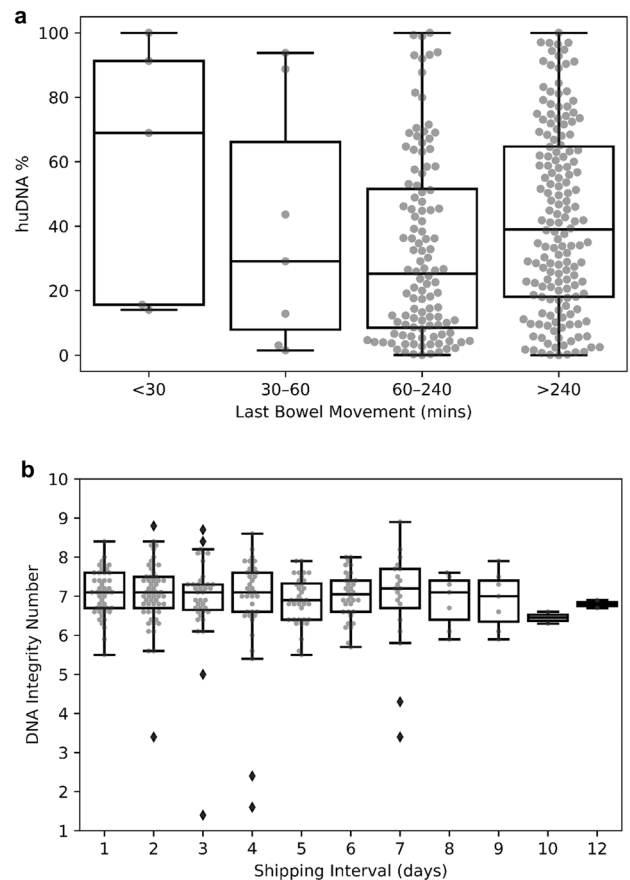 a
100
80
60
40
20
0
huDNA %
<30 30–60 60–240 >240
Last Bowel Movement (mins)
b
10
9
8
7
6
5
4
3
2
1
DNA Integrity Number
1 2 3 4 5 6 7 8 9 10 12
Shipping Interval (days)